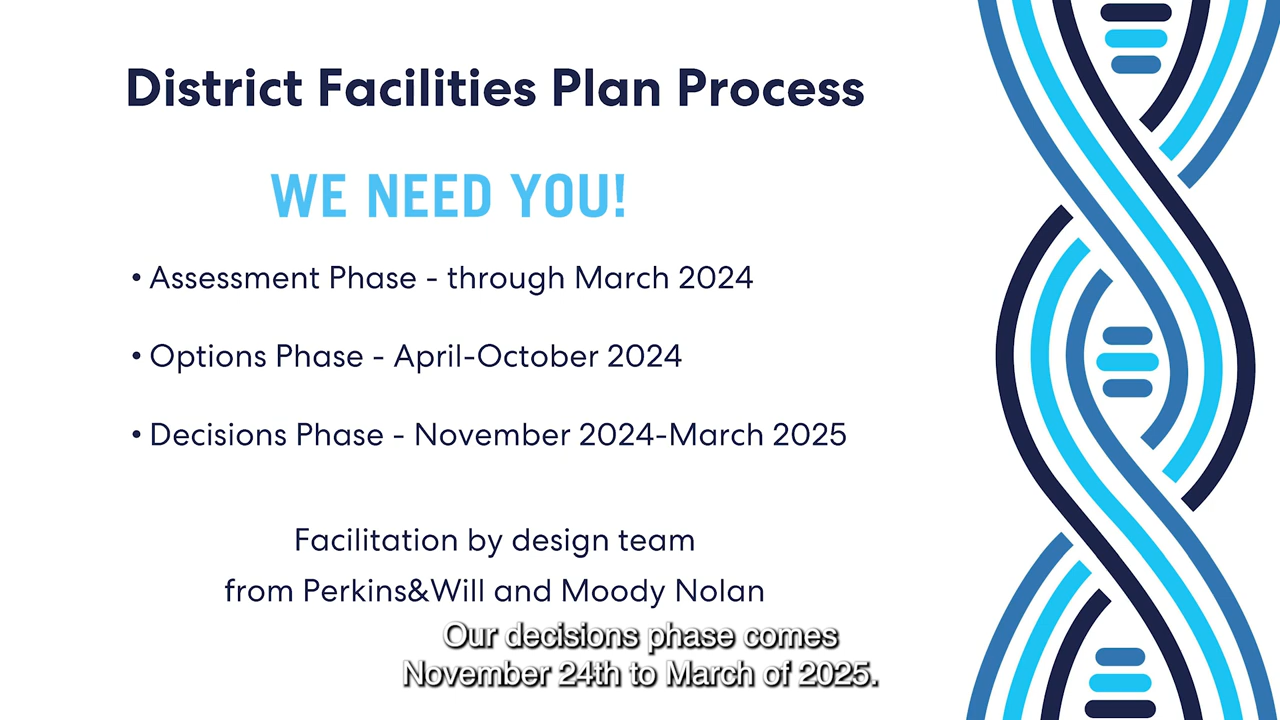 District Facilities Plan Process
WE NEED YOU!
• Assessment Phase - through March 2024
• Options Phase - April-October 2024
• Decisions Phase - November 2024-March 2025
Facilitation by design team
from Perkins&Will and Moody Nolan
Our decisions phase comes
November 24th to March of 2025.